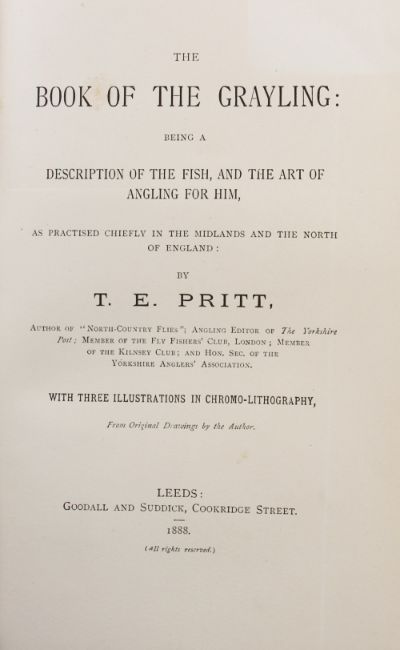 THE
BOOK OF THE GRAYLING:
BEING A
DESCRIPTION OF THE FISH, AND THE ART OF
ANGLING FOR HIM,
AS PRACTISED CHIEFLY IN THE MIDLANDS AND THE NORTH
OF ENGLAND:
BY
T. E. PRITT,
AUTHOR OF "NORTH-COUNTRY FLIES"; ANGLING EDITOR OF The Yorkshire
Post; MEMBER OF THE FLY FISHERS' CLUB, LONDON; MEMBER
OF THE KILNSEY CLUB; AND HON. SEC. OF THE
YORKSHIRE ANGLERS' ASSOCIATION.
WITH THREE ILLUSTRATIONS IN CHROMO-LITHOGRAPHY,
From Original Drawings by the Author.
LEEDS:
GOODALL AND SUDDICK, COOKRIDGE STREET.
1888.
(All rights reserved.)